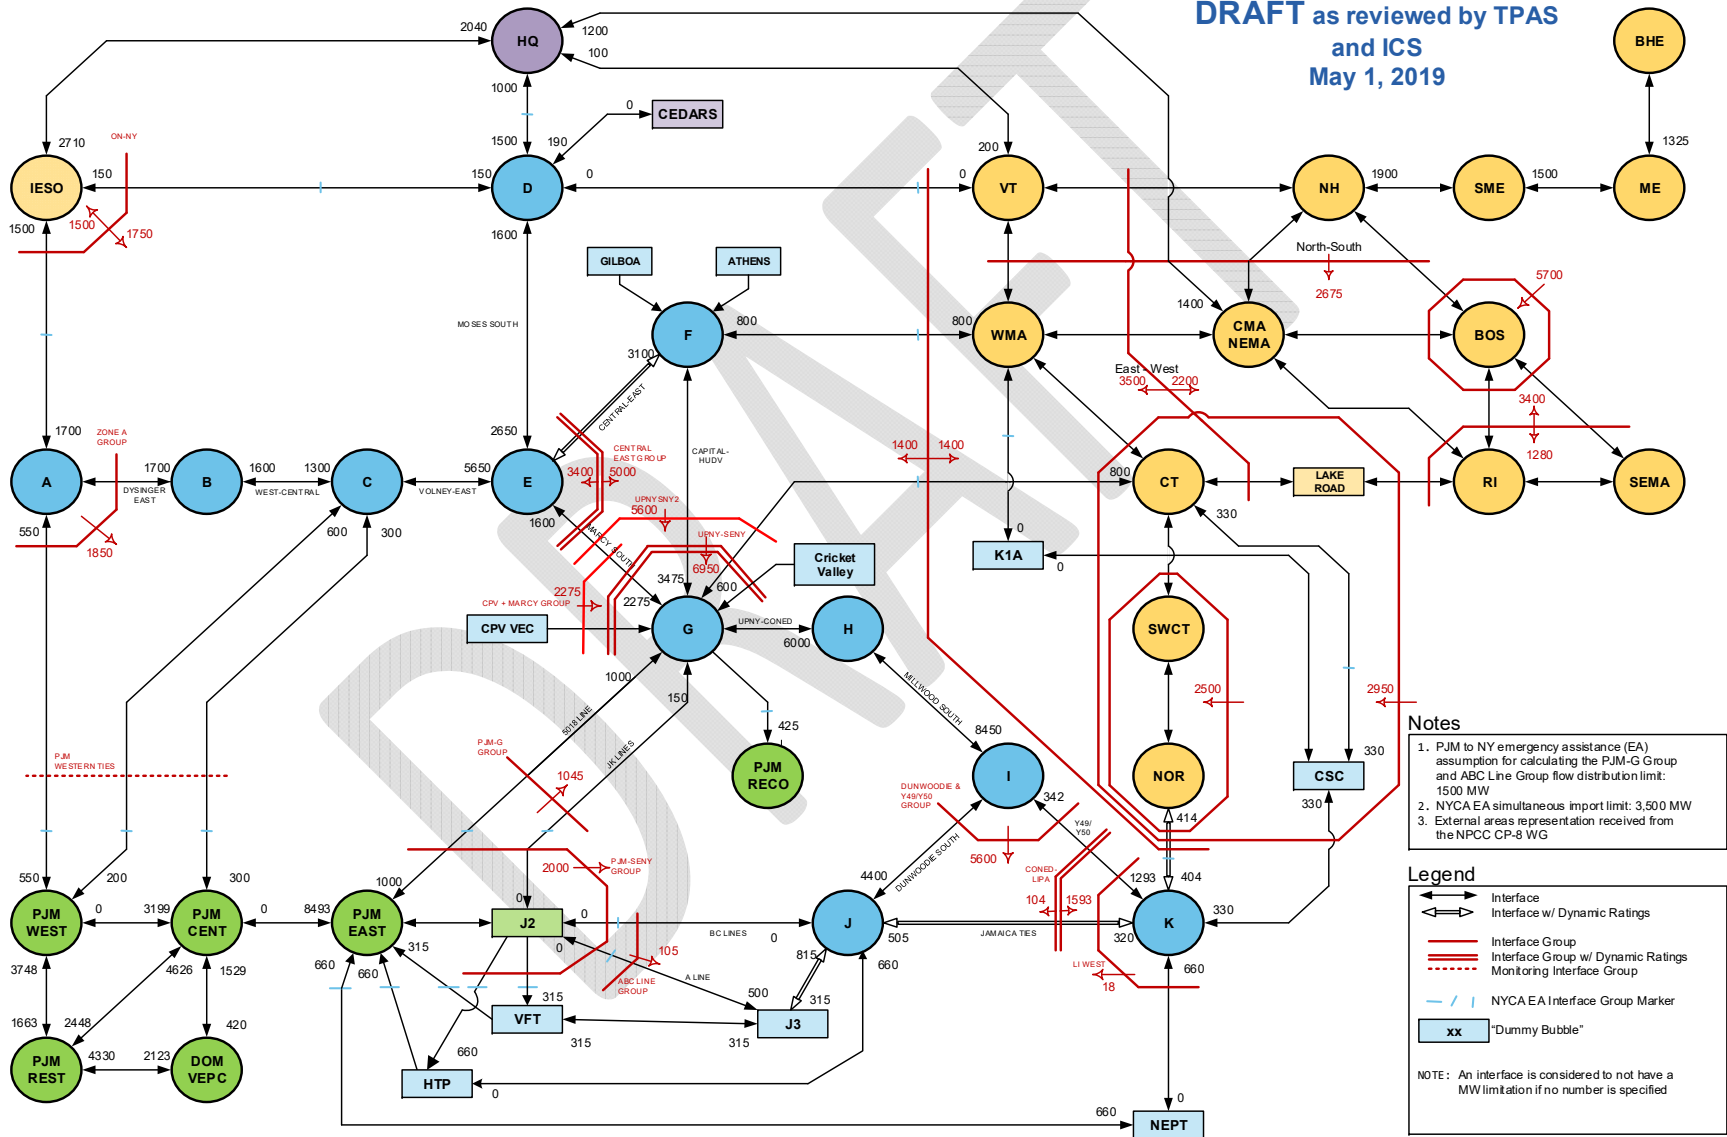 DRAFT
DRAFT as reviewed by TPAS
and ICS
May 1, 2019
2040
HQ
1200
100
BHE
1000
0
CEDARS
ON-NY
2710
1500
190
200
1325
IESO
150
150
D
0
0
VT
NH
1900
SME
1500
ME
1500
1500
1750
1600
GILBOA
ATHENS
North-South
2675
5700
MOSES SOUTH
F
800
800
WMA
1400
CMA
NEMA
BOS
3100
CENTRAL-EAST
East - West
3500
2200
3400
1280
1700
ZONE A
GROUP
2650
CENTRAL
EAST GROUP
CAPITAL-
HUDV
1400
1400
A
1700
DYSINGER
EAST
B
1600
WEST-CENTRAL
1300
C
5650
VOLNEY-EAST
E
3400
5000
800
CT
LAKE
ROAD
RI
SEMA
550
1850
600
300
1600
MARCY SOUTH
UPNYSNY2
5600
UPNY-SENY
6950
330
0
K1A
0
Cricket
Valley
3475
600
2275
2275
CPV + MARCY GROUP
CPV VEC
G
UPNY-CONED
6000
H
SWCT
1000
150
MILLWOOD SOUTH
2500
2950
5018 LINE
JK LINES
425
8450
PJM
WESTERN TIES
PJM-G
GROUP
1045
PJM
RECO
I
NOR
330
CSC
330
DUNWOODIE &
Y49/Y50
GROUP
342
Y49/
Y50
414
5600
DUNWOODIE SOUTH
Notes
1. PJM to NY emergency assistance (EA)
assumption for calculating the PJM-G Group
and ABC Line Group flow distribution limit:
1500 MW
2. NYCA EA simultaneous import limit: 3,500 MW
3. External areas representation received from
the NPCC CP-8 WG
550
200
300
1000
2000
PJM-SENY
GROUP
4400
CONED-
LIPA
1293
404
104
1593
PJM
WEST
0
3199
PJM
CENT
0
8493
PJM
EAST
0
J2
0
BC LINES
0
J
505
JAMAICA TIES
320
K
330
3748
4626
1529
660
315
660
0
105
ABC LINE
GROUP
A LINE
815
660
LI WEST
18
660
1663
2448
420
315
VFT
315
500
315
J3
315
PJM
REST
4330
2123
DOM
VEPC
660
HTP
0
660
0
NEPT
Legend
Interface
Interface w/ Dynamic Ratings
Interface Group
Interface Group w/ Dynamic Ratings
Monitoring Interface Group
NYCA EA Interface Group Marker
xx
“Dummy Bubble”
NOTE: An interface is considered to not have a
MW limitation if no number is specified